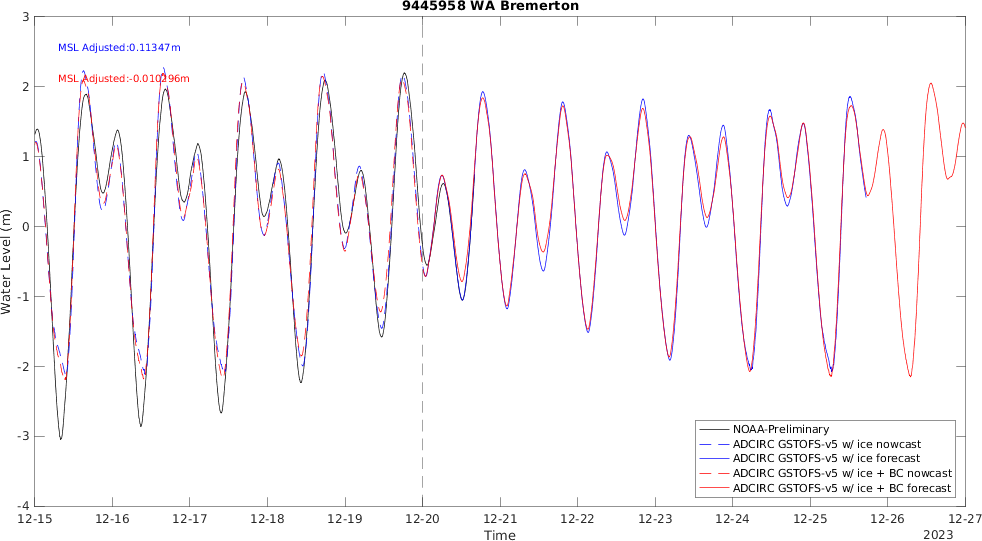 9445958 WA Bremerton
MSL Adjusted:0.11347m
MSL Adjusted:-0.010296m
Water Level (m)
3
2
1
0
-1
-2
-3
-4
NOAA-Preliminary
ADCIRC GSTOFS-v5 w/ ice nowcast
ADCIRC GSTOFS-v5 w/ ice forecast
ADCIRC GSTOFS-v5 w/ ice + BC nowcast
ADCIRC GSTOFS-v5 w/ ice + BC forecast
12-15 12-16 12-17 12-18 12-19 12-20 12-21 12-22 12-23 12-24 12-25 12-26 12-27
Time
2023